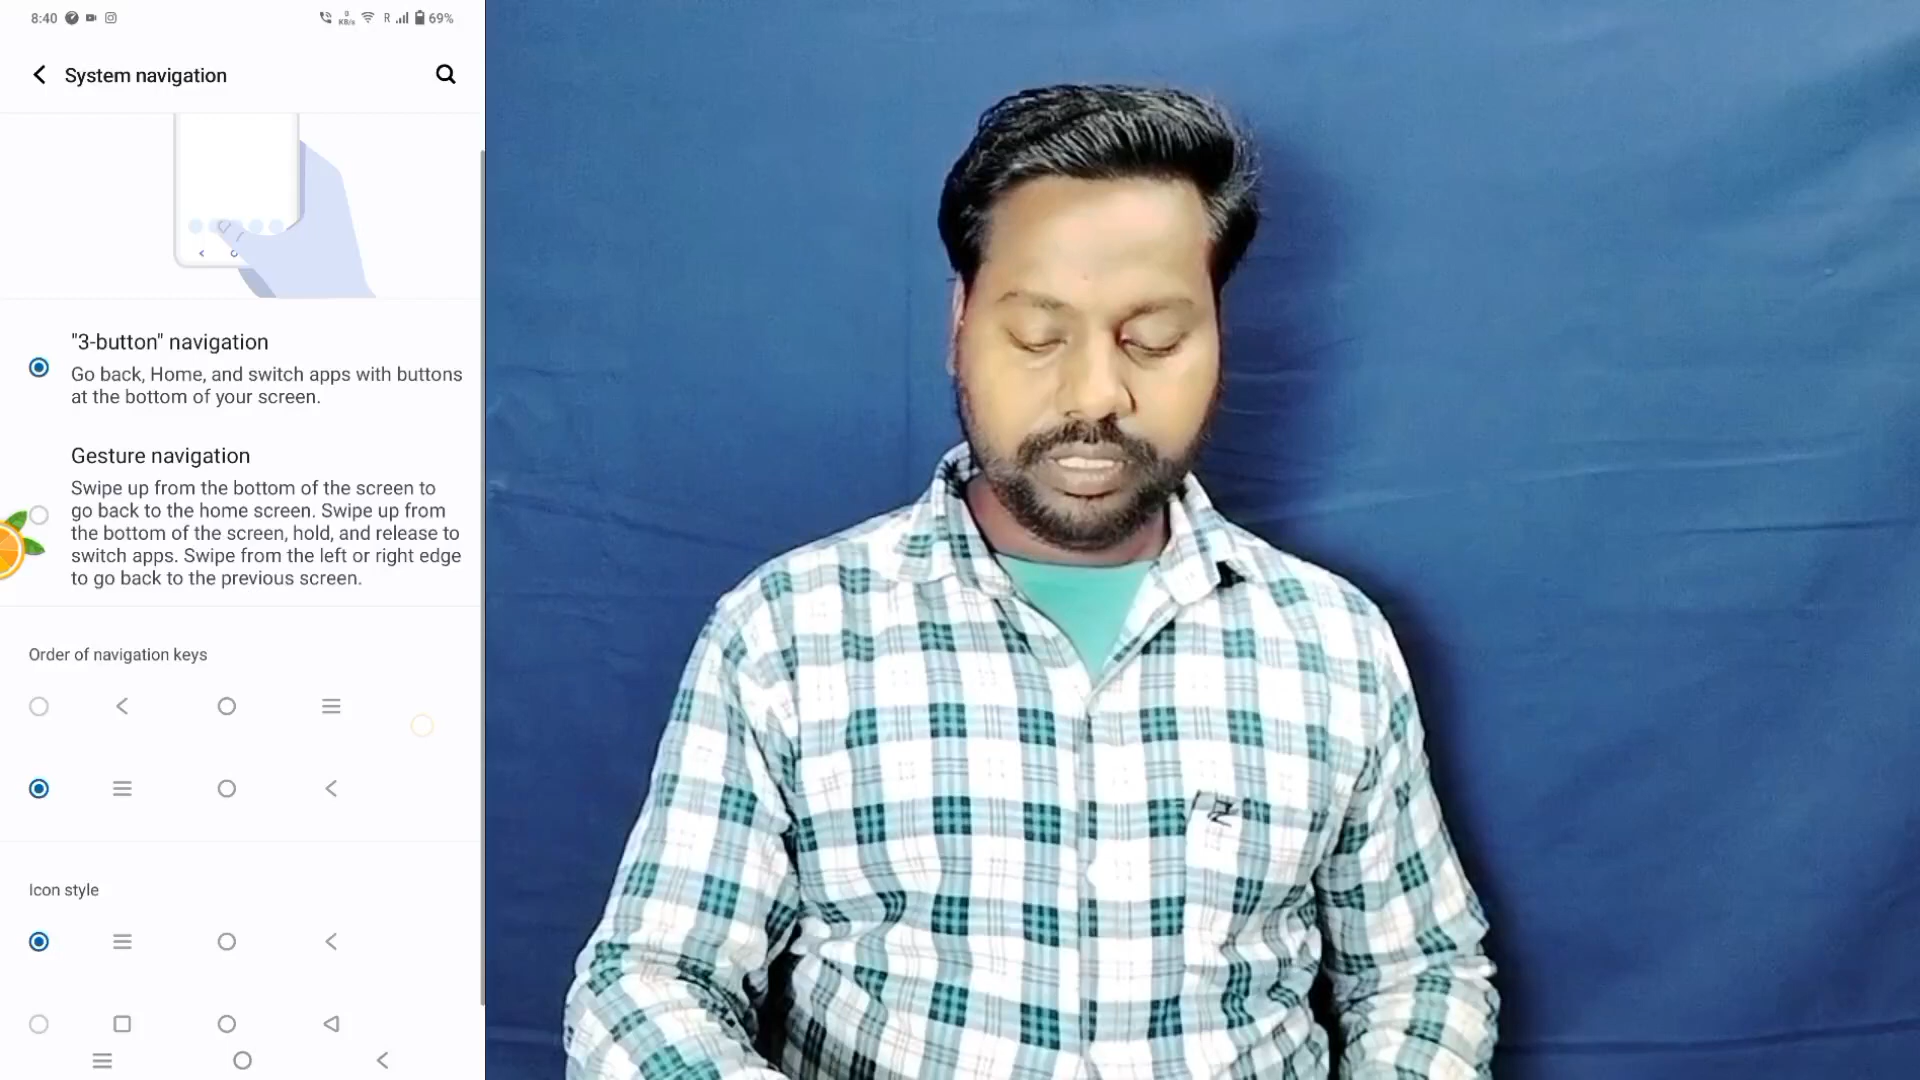 8:40
0
KB/s
R
69%
System navigation
"3-button" navigation
Go back, Home, and switch apps with buttons
at the bottom of your screen.
Gesture navigation
Swipe up from the bottom of the screen to
go back to the home screen. Swipe up from
the bottom of the screen, hold, and release to
switch apps. Swipe from the left or right edge
to go back to the previous screen.
Order of navigation keys
Icon style